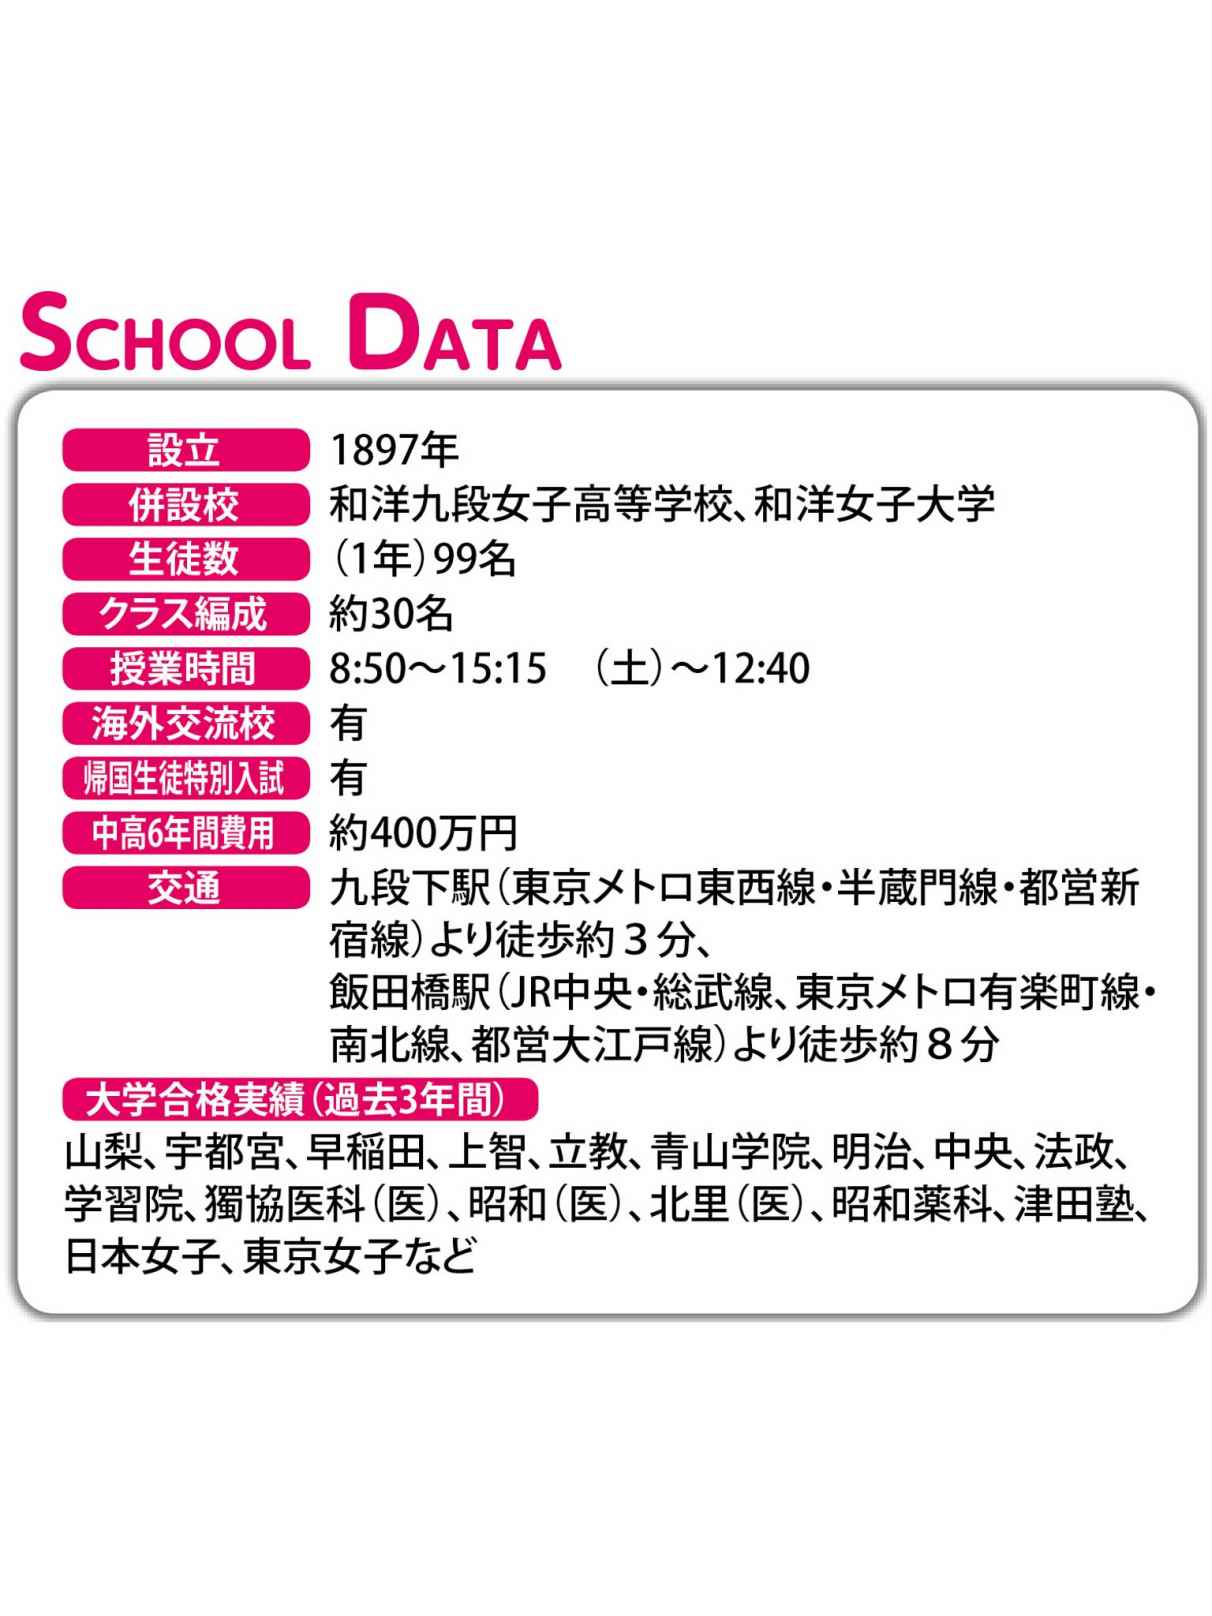 SCHOOL DATA
設立 1897年
併設校 和洋九段女子高等学校、和洋女子大学
生徒数 （1年）99名
クラス編成 約30名
授業時間 8:50〜15:15　（土）〜12:40
海外交流校 有
帰国生徒特別入試 有
中高6年間費用 約400万円
交通 九段下駅（東京メトロ東西線・半蔵門線・都営新
宿線）より徒歩約３分、
飯田橋駅（JR中央・総武線、東京メトロ有楽町線・
南北線、都営大江戸線）より徒歩約８分
大学合格実績（過去3年間）
山梨、宇都宮、早稲田、上智、立教、青山学院、明治、中央、法政、
学習院、獨協医科（医）、昭和（医）、北里（医）、昭和薬科、津田塾、
日本女子、東京女子など